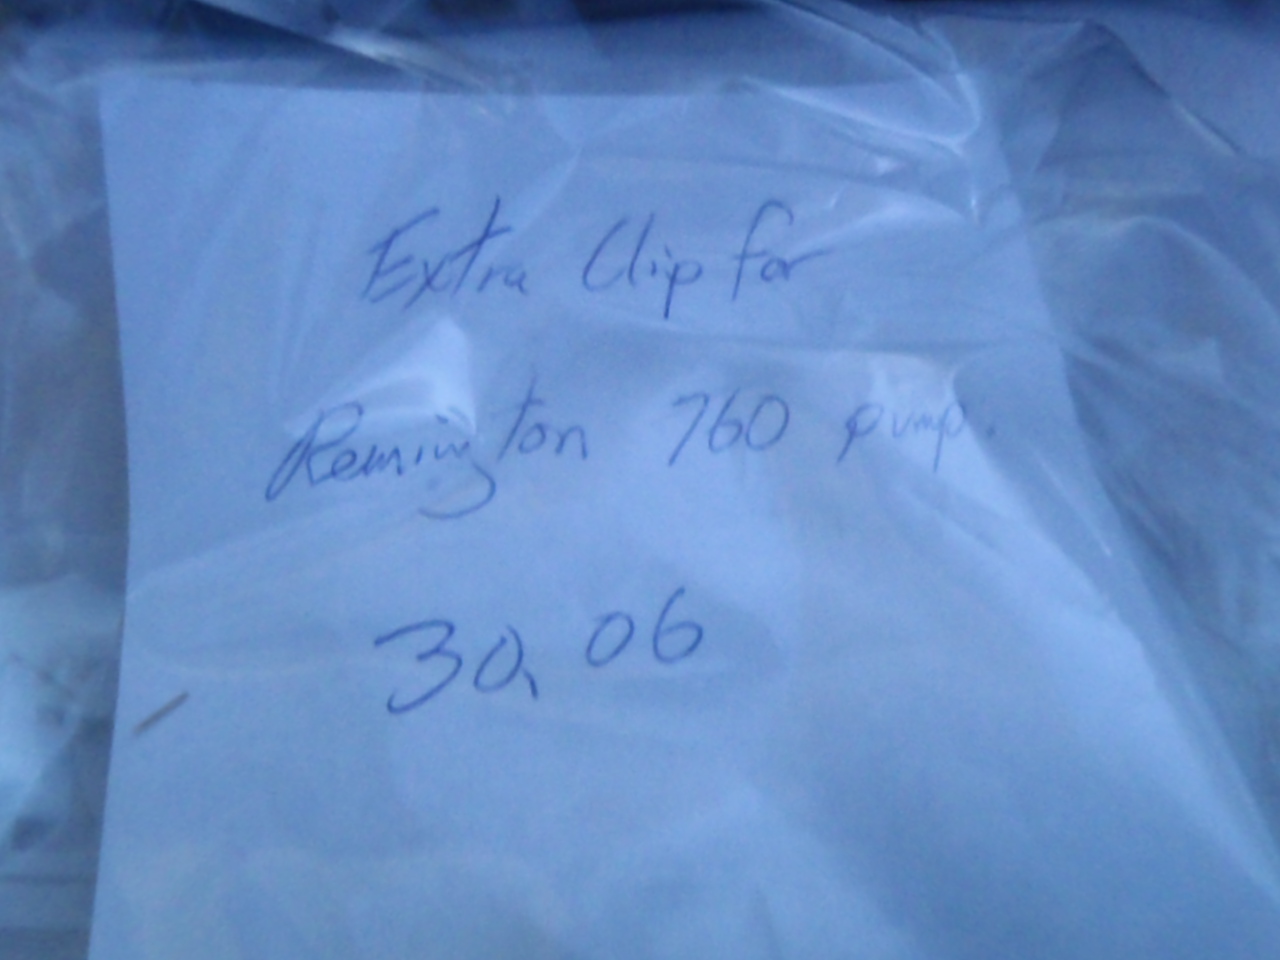 Extra Clip for
Remington 760 pump.
30.06